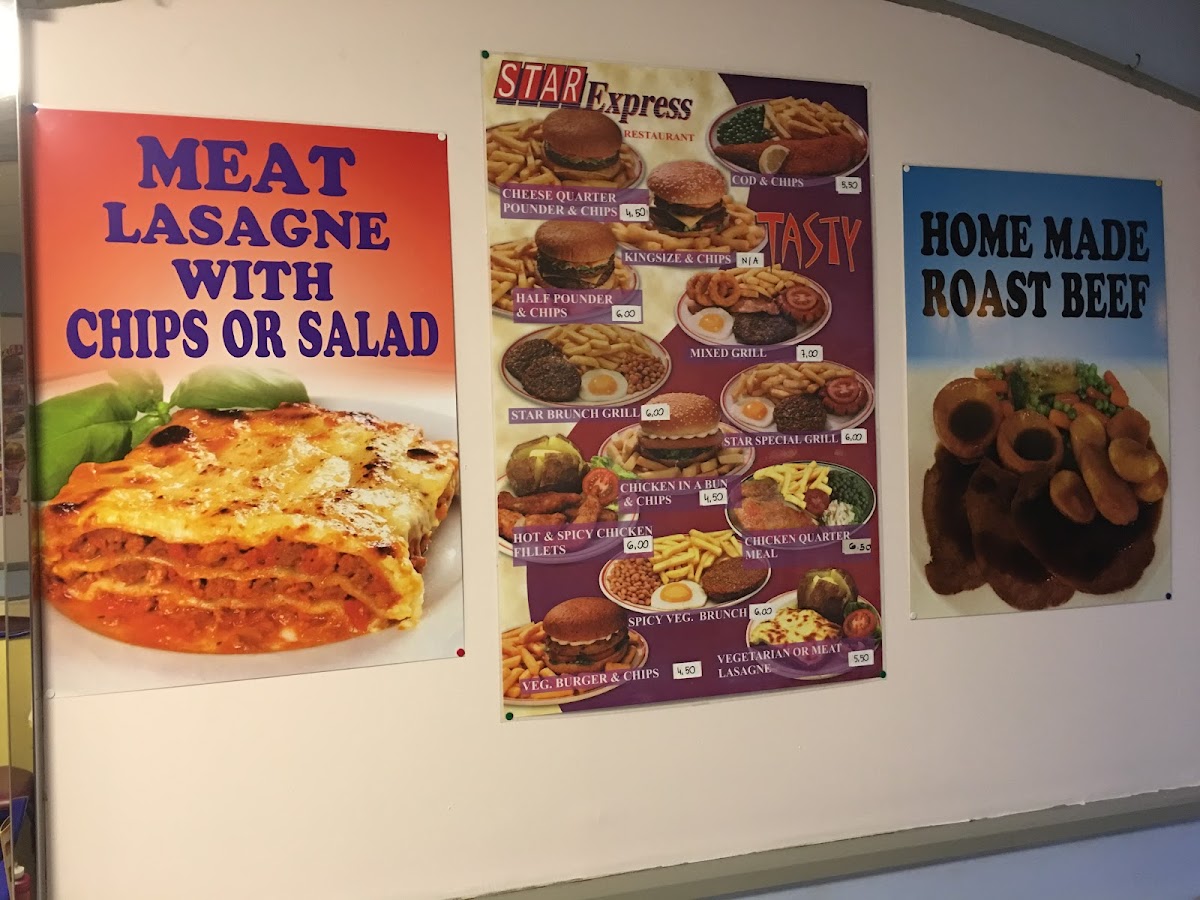 MEAT
LASAGNE
WITH
CHIPS OR SALAD
STAR Express
RESTAURANT
COD & CHIPS
5,50
CHEESE QUARTER
POUNDER & CHIPS 4,50
TASTY
KINGSIZE & CHIPS N/A
HALF POUNDER
& CHIPS 6,00
MIXED GRILL 7,00
STAR BRUNCH GRILL 6,00
STAR SPECIAL GRILL 6,00
CHICKEN IN A BUN
& CHIPS 4,50
HOT & SPICY CHICKEN
FILLETS 6,00
CHICKEN QUARTER
MEAL 6.50
SPICY VEG. BRUNCH 6,00
VEG. BURGER & CHIPS 4,50
VEGETARIAN OR MEAT
LASAGNE 5,50
HOME MADE
ROAST BEEF